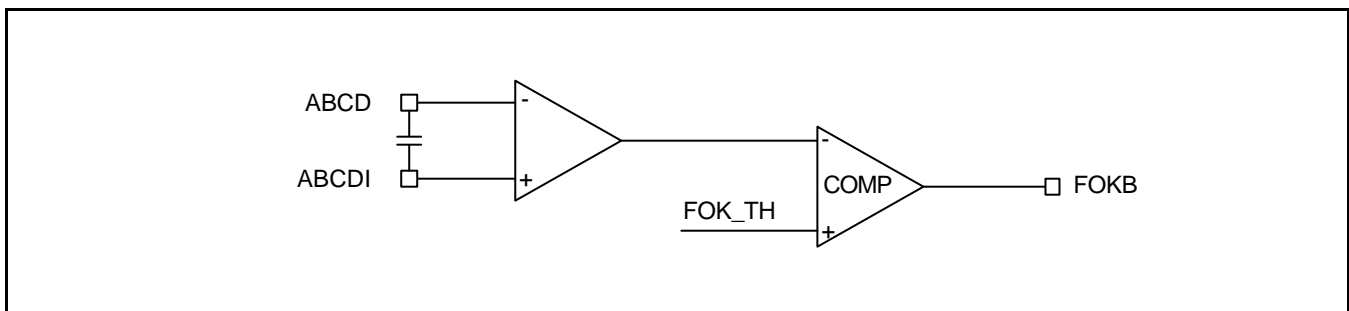 ABCD
-
ABCDI
+
-
COMP
FOKB
FOK_TH
+